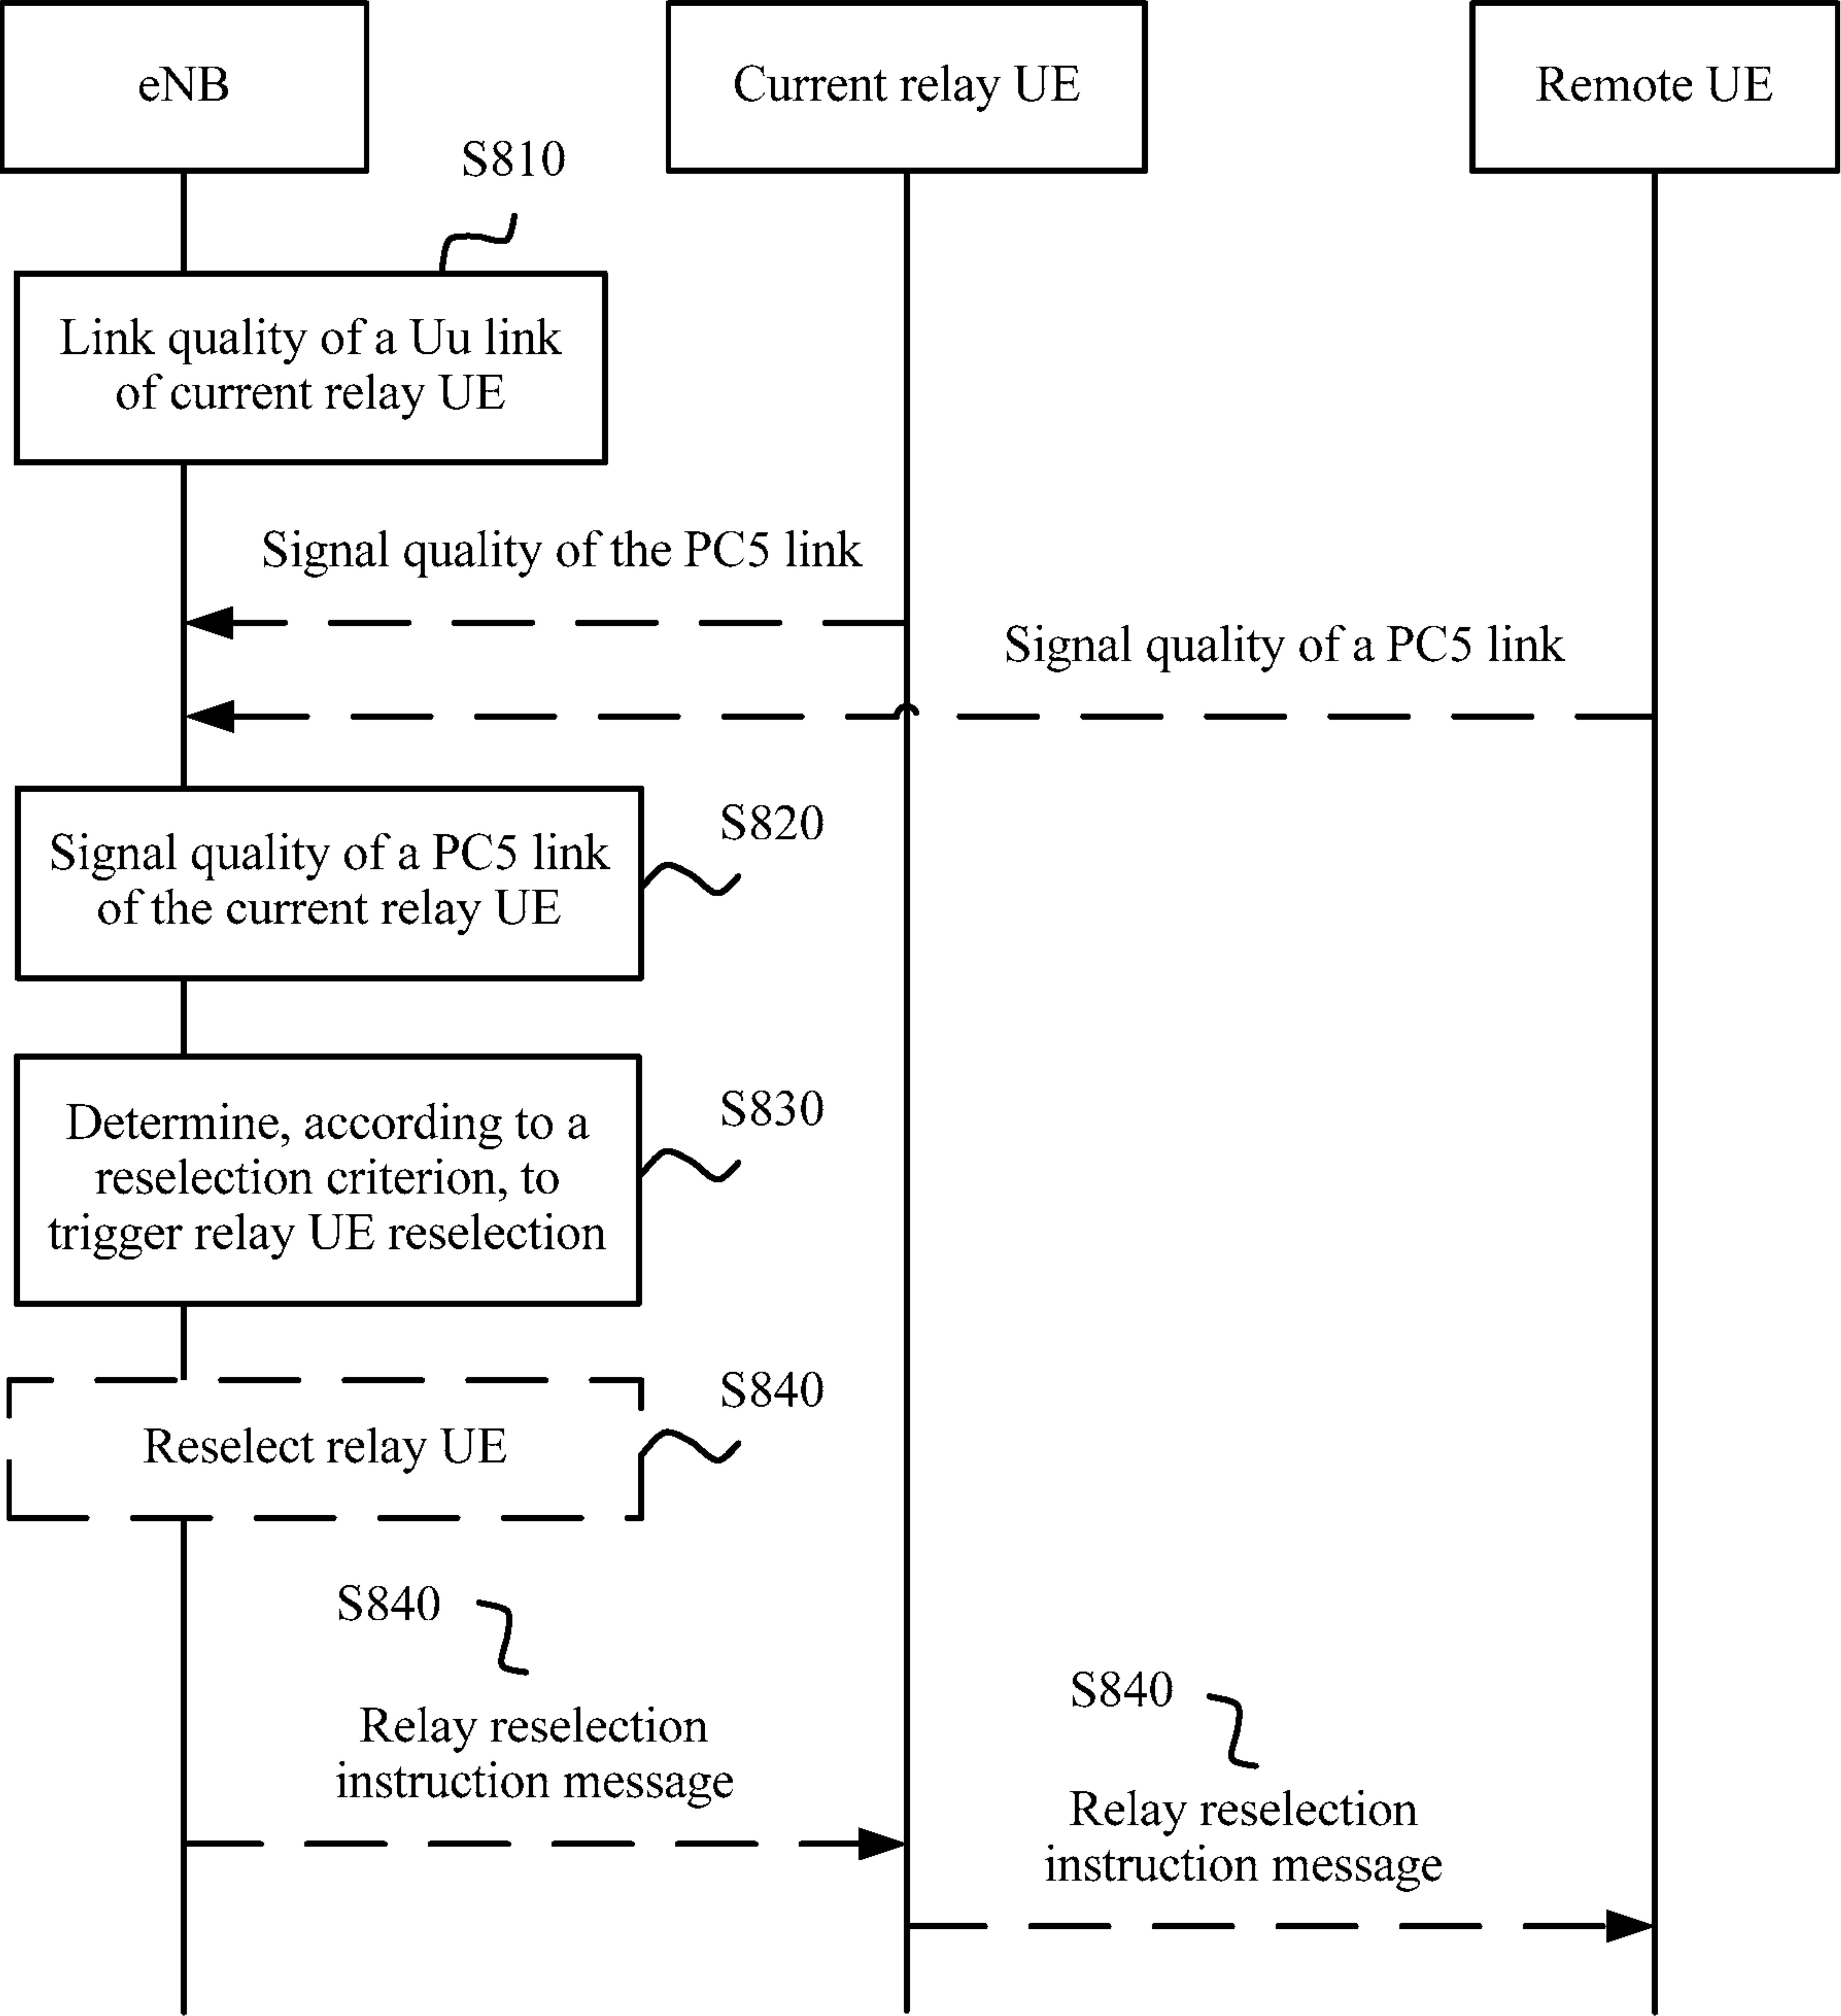 eNB
Current relay UE
Remote UE
S810
Link quality of a Uu link
of current relay UE
Signal quality of the PC5 link
Signal quality of a PC5 link
S820
Signal quality of a PC5 link
of the current relay UE
S830
Determine, according to a
reselection criterion, to
trigger relay UE reselection
S840
Reselect relay UE
S840
Relay reselection
instruction message
S840
Relay reselection
instruction message